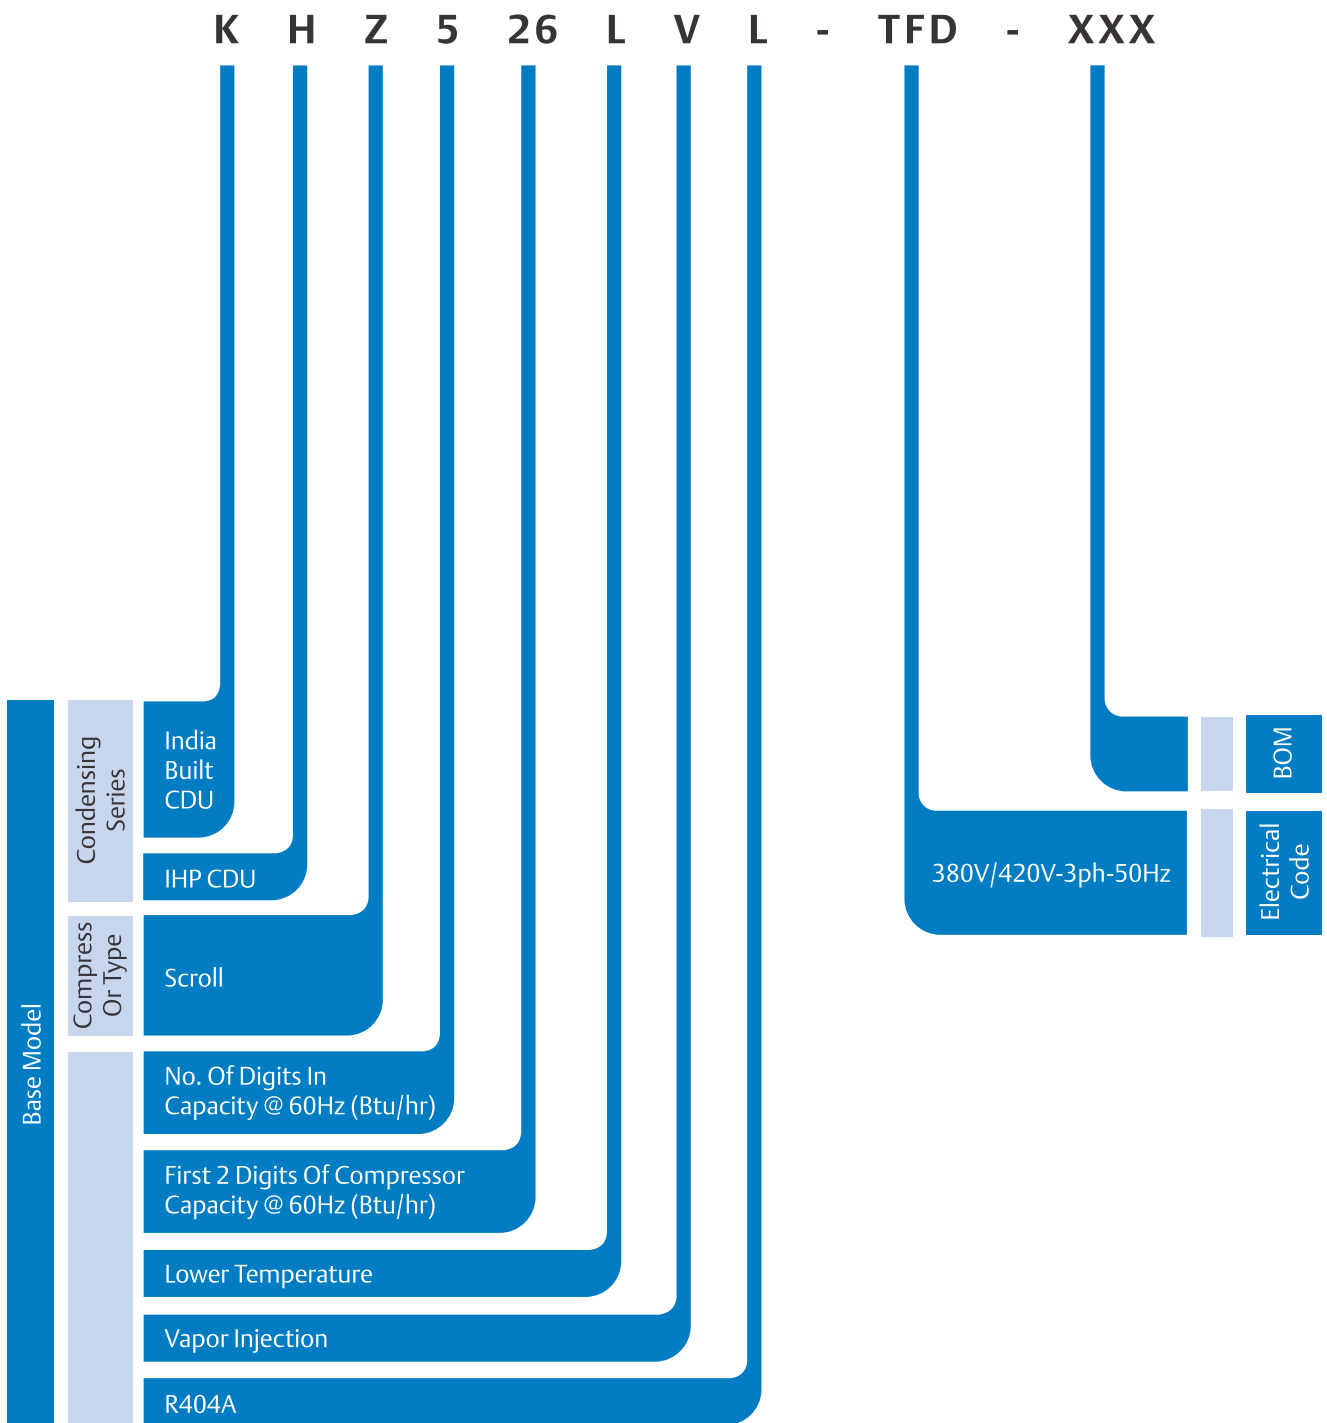 K H Z 5 26 L V L - TFD - XXX
Base Model
Condensing
Series
India
Built
CDU
IHP CDU
Compress
Or Type
Scroll
No. Of Digits In
Capacity @ 60Hz (Btu/hr)
First 2 Digits Of Compressor
Capacity @ 60Hz (Btu/hr)
Lower Temperature
Vapor Injection
R404A
BOM
380V/420V-3ph-50Hz
Electrical
Code